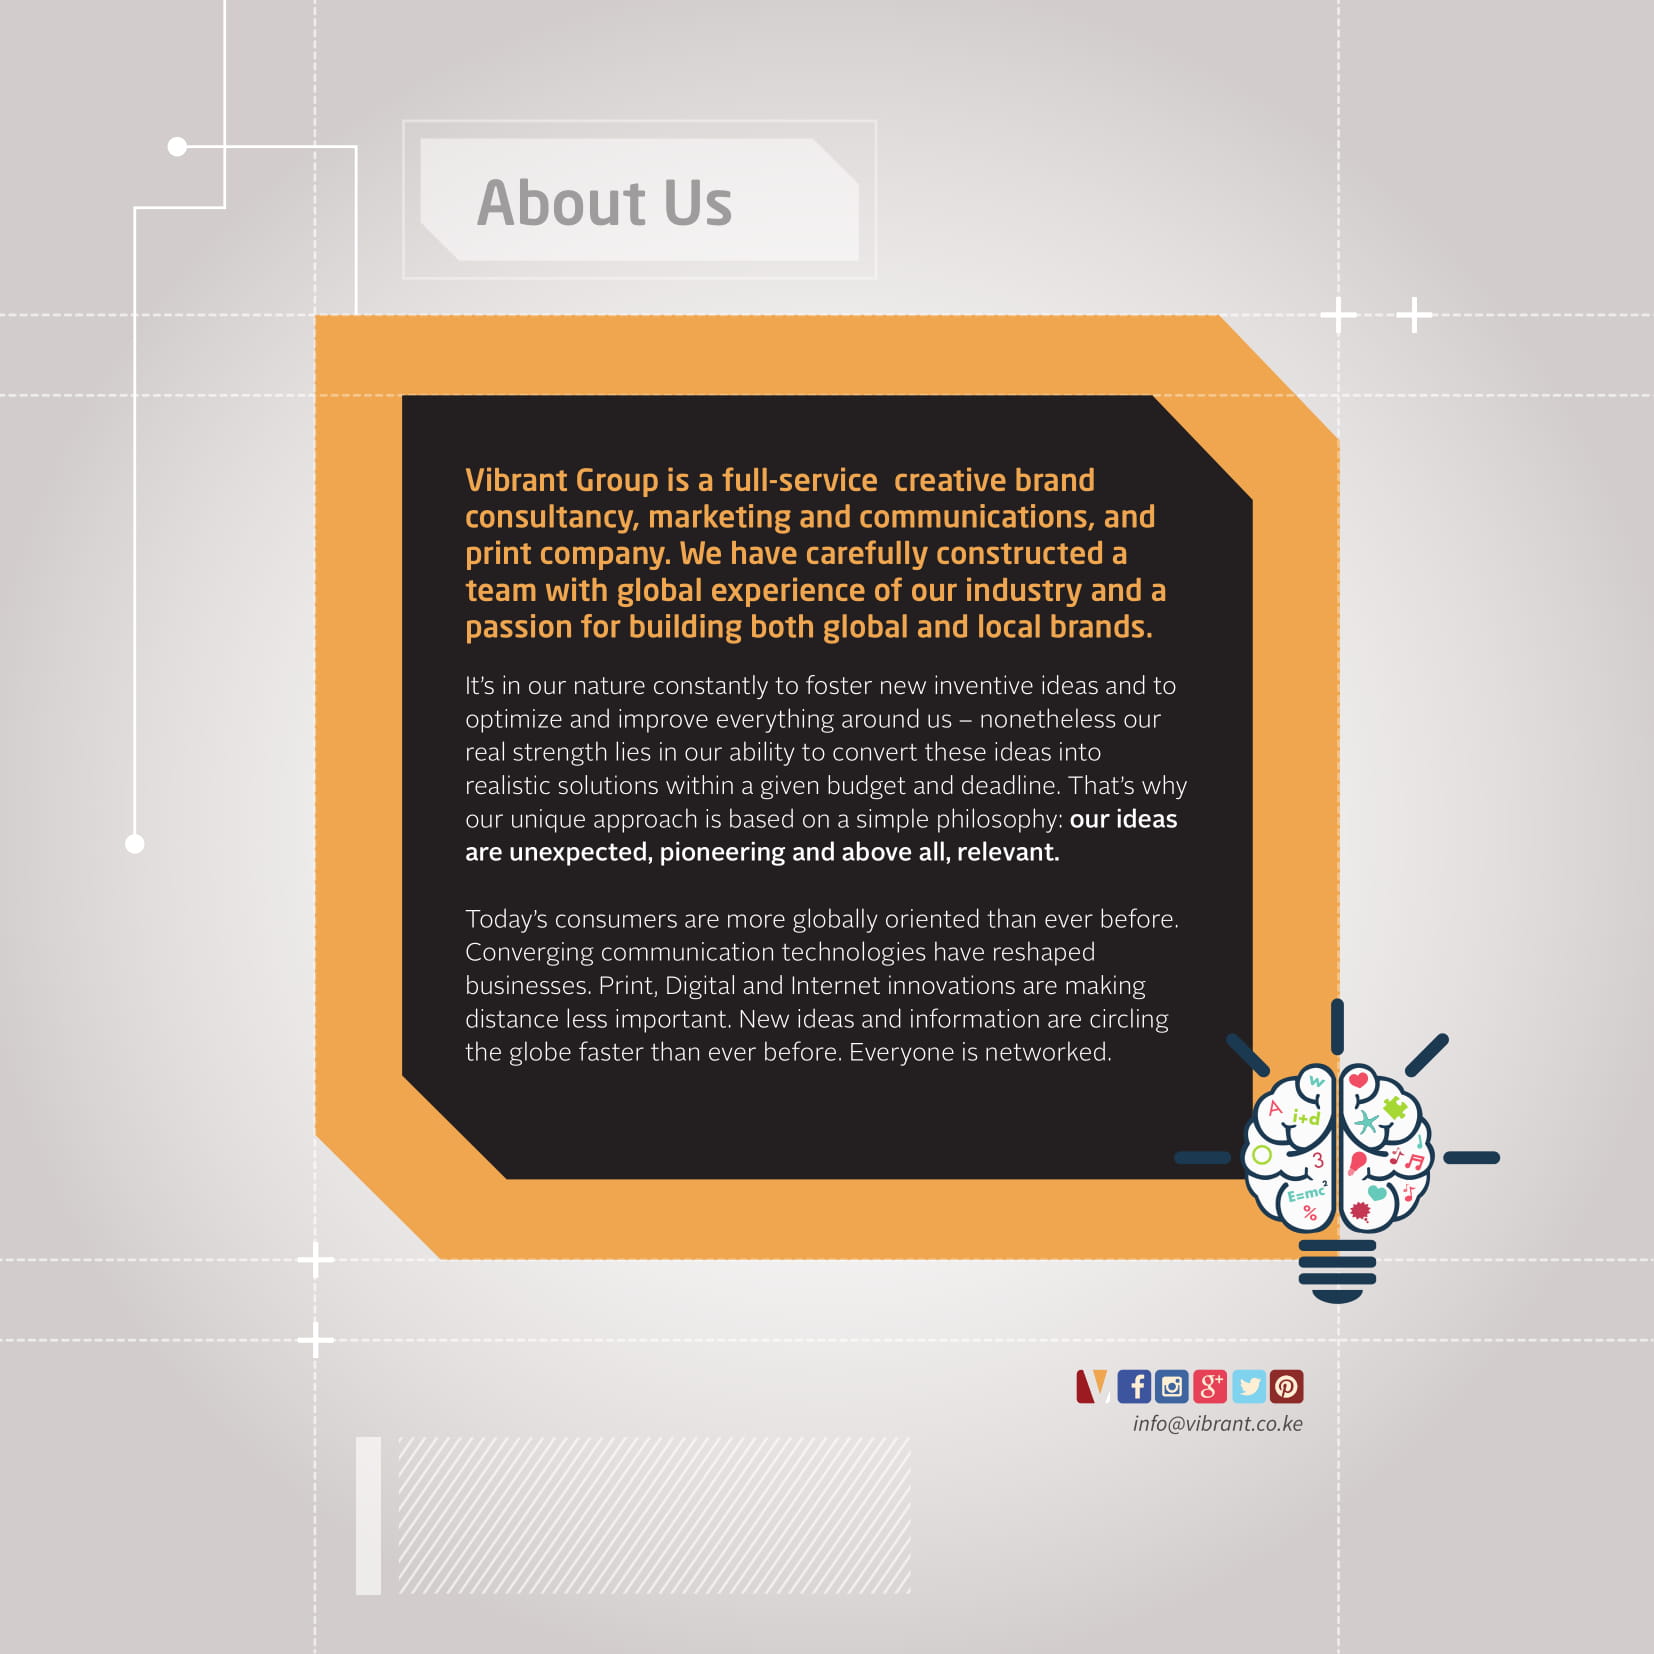 About Us
Vibrant Group is a full-service  creative brand
consultancy, marketing and communications, and
print company. We have carefully constructed a
team with global experience of our industry and a
passion for building both global and local brands.
It’s in our nature constantly to foster new inventive ideas and to
optimize and improve everything around us – nonetheless our
real strength lies in our ability to convert these ideas into
realistic solutions within a given budget and deadline. That’s why
our unique approach is based on a simple philosophy: our ideas
are unexpected, pioneering and above all, relevant.
Today’s consumers are more globally oriented than ever before.
Converging communication technologies have reshaped
businesses. Print, Digital and Internet innovations are making
distance less important. New ideas and information are circling
the globe faster than ever before. Everyone is networked.
W
A
i+d
3
E=mc²
%
V f g+
info@vibrant.co.ke